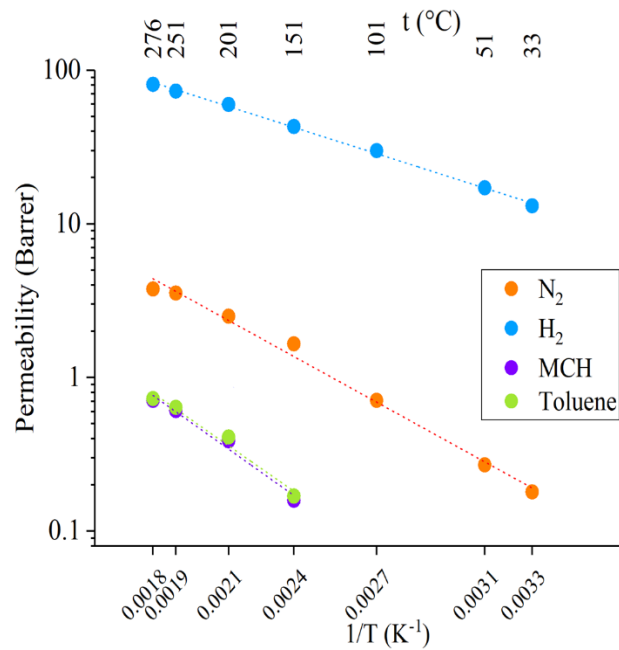 t (°C)
276 251 201 151 101 51 33
100
10
1
0.1
Permeability (Barrer)
N₂
H₂
MCH
Toluene
0.0018 0.0019 0.0021 0.0024 0.0027 0.0031 0.0033
1/T (K⁻¹)